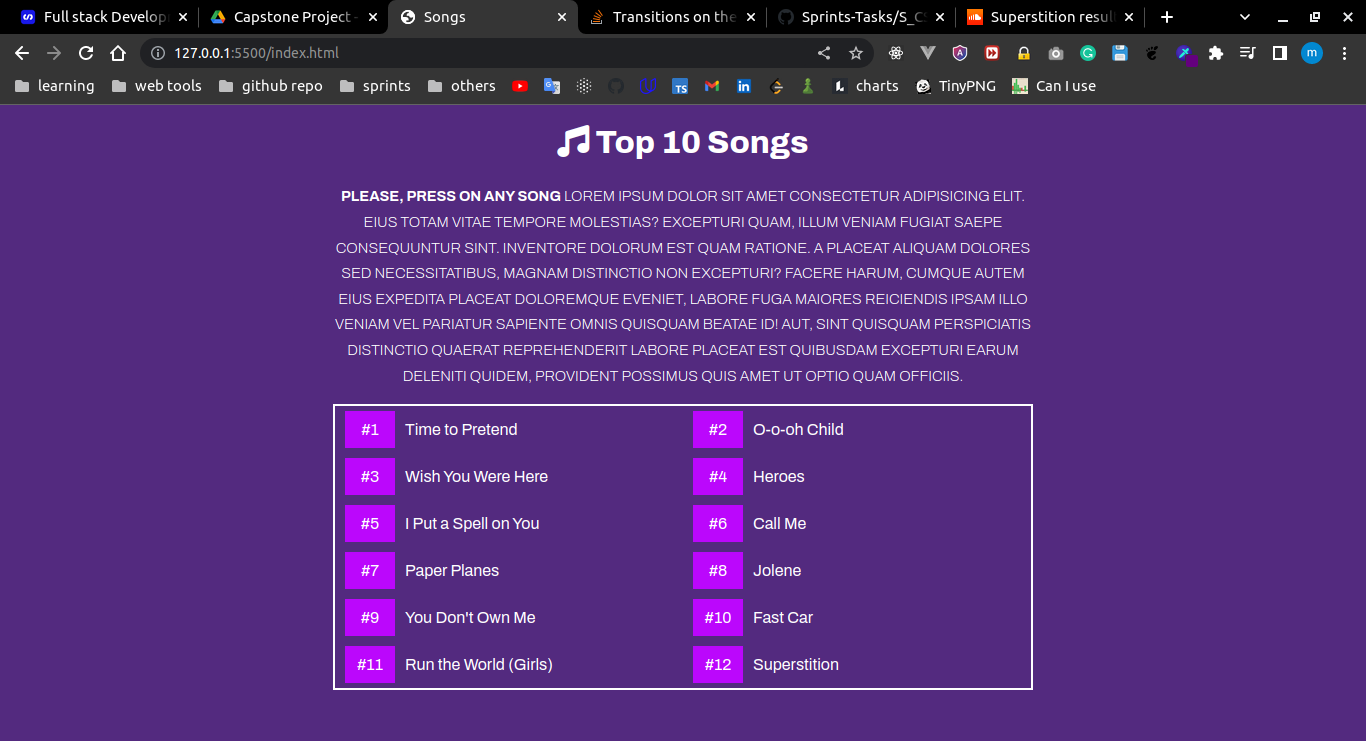 Full stack Develop
Capstone Project -
Songs
Transitions on the
Sprints-Tasks/S_CS
Superstition resul
127.0.0.1:5500/index.html
m
learning
web tools
github repo
sprints
others
TS
in
charts
TinyPNG
Can I use
Top 10 Songs
PLEASE, PRESS ON ANY SONG LOREM IPSUM DOLOR SIT AMET CONSECTETUR ADIPISICING ELIT.
EIUS TOTAM VITAE TEMPORE MOLESTIAS? EXCEPTURI QUAM, ILLUM VENIAM FUGIAT SAEPE
CONSEQUUNTUR SINT. INVENTORE DOLORUM EST QUAM RATIONE. A PLACEAT ALIQUAM DOLORES
SED NECESSITATIBUS, MAGNAM DISTINCTIO NON EXCEPTURI? FACERE HARUM, CUMQUE AUTEM
EIUS EXPEDITA PLACEAT DOLOREMQUE EVENIET, LABORE FUGA MAIORES REICIENDIS IPSAM ILLO
VENIAM VEL PARIATUR SAPIENTE OMNIS QUISQUAM BEATAE ID! AUT, SINT QUISQUAM PERSPICIATIS
DISTINCTIO QUAERAT REPREHENDERIT LABORE PLACEAT EST QUIBUSDAM EXCEPTURI EARUM
DELENITI QUIDEM, PROVIDENT POSSIMUS QUIS AMET UT OPTIO QUAM OFFICIIS.
#1 Time to Pretend
#2 O-o-oh Child
#3 Wish You Were Here
#4 Heroes
#5 I Put a Spell on You
#6 Call Me
#7 Paper Planes
#8 Jolene
#9 You Don't Own Me
#10 Fast Car
#11 Run the World (Girls)
#12 Superstition